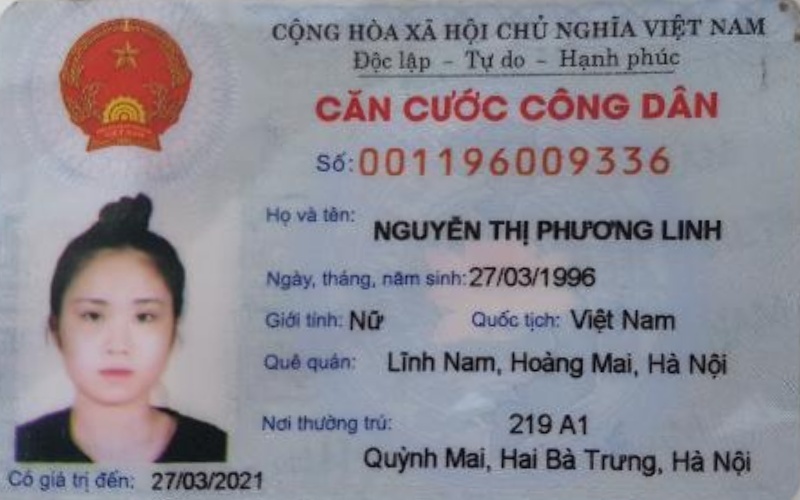 CỘNG HÒA XÃ HỘI CHỦ NGHĨA VIỆT NAM
Độc lập - Tự do - Hạnh phúc
CĂN CƯỚC CÔNG DÂN
Số: 001196009336
Họ và tên: NGUYỄN THỊ PHƯƠNG LINH
Ngày, tháng, năm sinh: 27/03/1996
Giới tính: Nữ Quốc tịch: Việt Nam
Quê quán: Lĩnh Nam, Hoàng Mai, Hà Nội
Nơi thường trú: 219 A1
Quỳnh Mai, Hai Bà Trưng, Hà Nội
Có giá trị đến: 27/03/2021